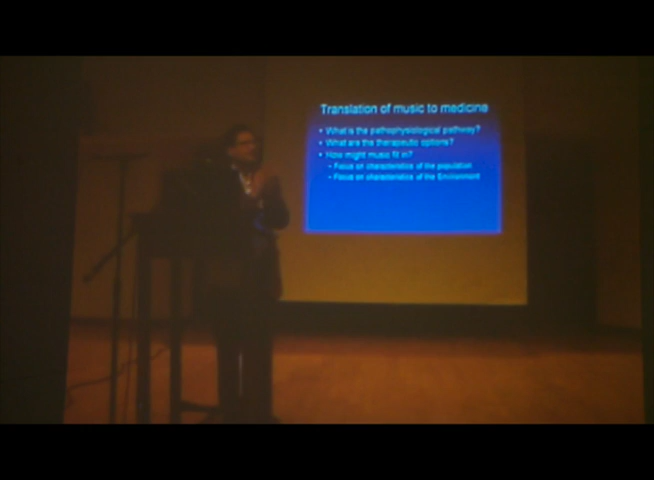 Translation of music to medicine
• What is the pathophysiological pathway?
• What are the therapeutic options?
• How might music fit in?
- Focus on characteristics of the population
- Focus on characteristics of the Environment